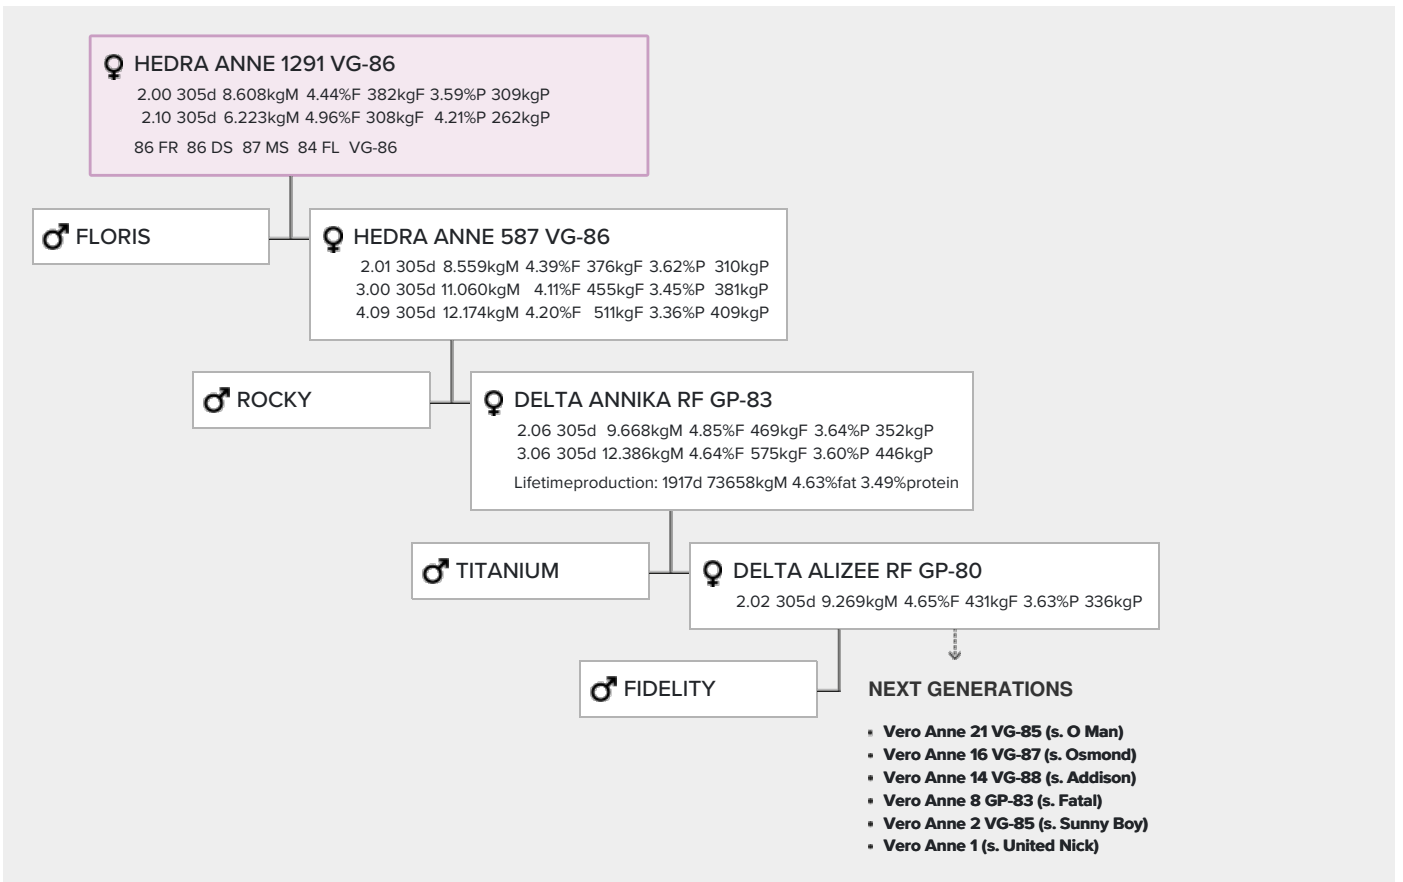 HEDRA ANNE 1291 VG-86
2.00 305d 8.608kgM 4.44%F 382kgF 3.59%P 309kgP
2.10 305d 6.223kgM 4.96%F 308kgF 4.21%P 262kgP
86 FR 86 DS 87 MS 84 FL VG-86
FLORIS
HEDRA ANNE 587 VG-86
2.01 305d 8.559kgM 4.39%F 376kgF 3.62%P 310kgP
3.00 305d 11.060kgM 4.11%F 455kgF 3.45%P 381kgP
4.09 305d 12.174kgM 4.20%F 511kgF 3.36%P 409kgP
ROCKY
DELTA ANNIKA RF GP-83
2.06 305d 9.668kgM 4.85%F 469kgF 3.64%P 352kgP
3.06 305d 12.386kgM 4.64%F 575kgF 3.60%P 446kgP
Lifetimeproduction: 1917d 73658kgM 4.63%fat 3.49%protein
TITANIUM
DELTA ALIZEE RF GP-80
2.02 305d 9.269kgM 4.65%F 431kgF 3.63%P 336kgP
FIDELITY
NEXT GENERATIONS
• Vero Anne 21 VG-85 (s. O Man)
• Vero Anne 16 VG-87 (s. Osmond)
• Vero Anne 14 VG-88 (s. Addison)
• Vero Anne 8 GP-83 (s. Fatal)
• Vero Anne 2 VG-85 (s. Sunny Boy)
• Vero Anne 1 (s. United Nick)